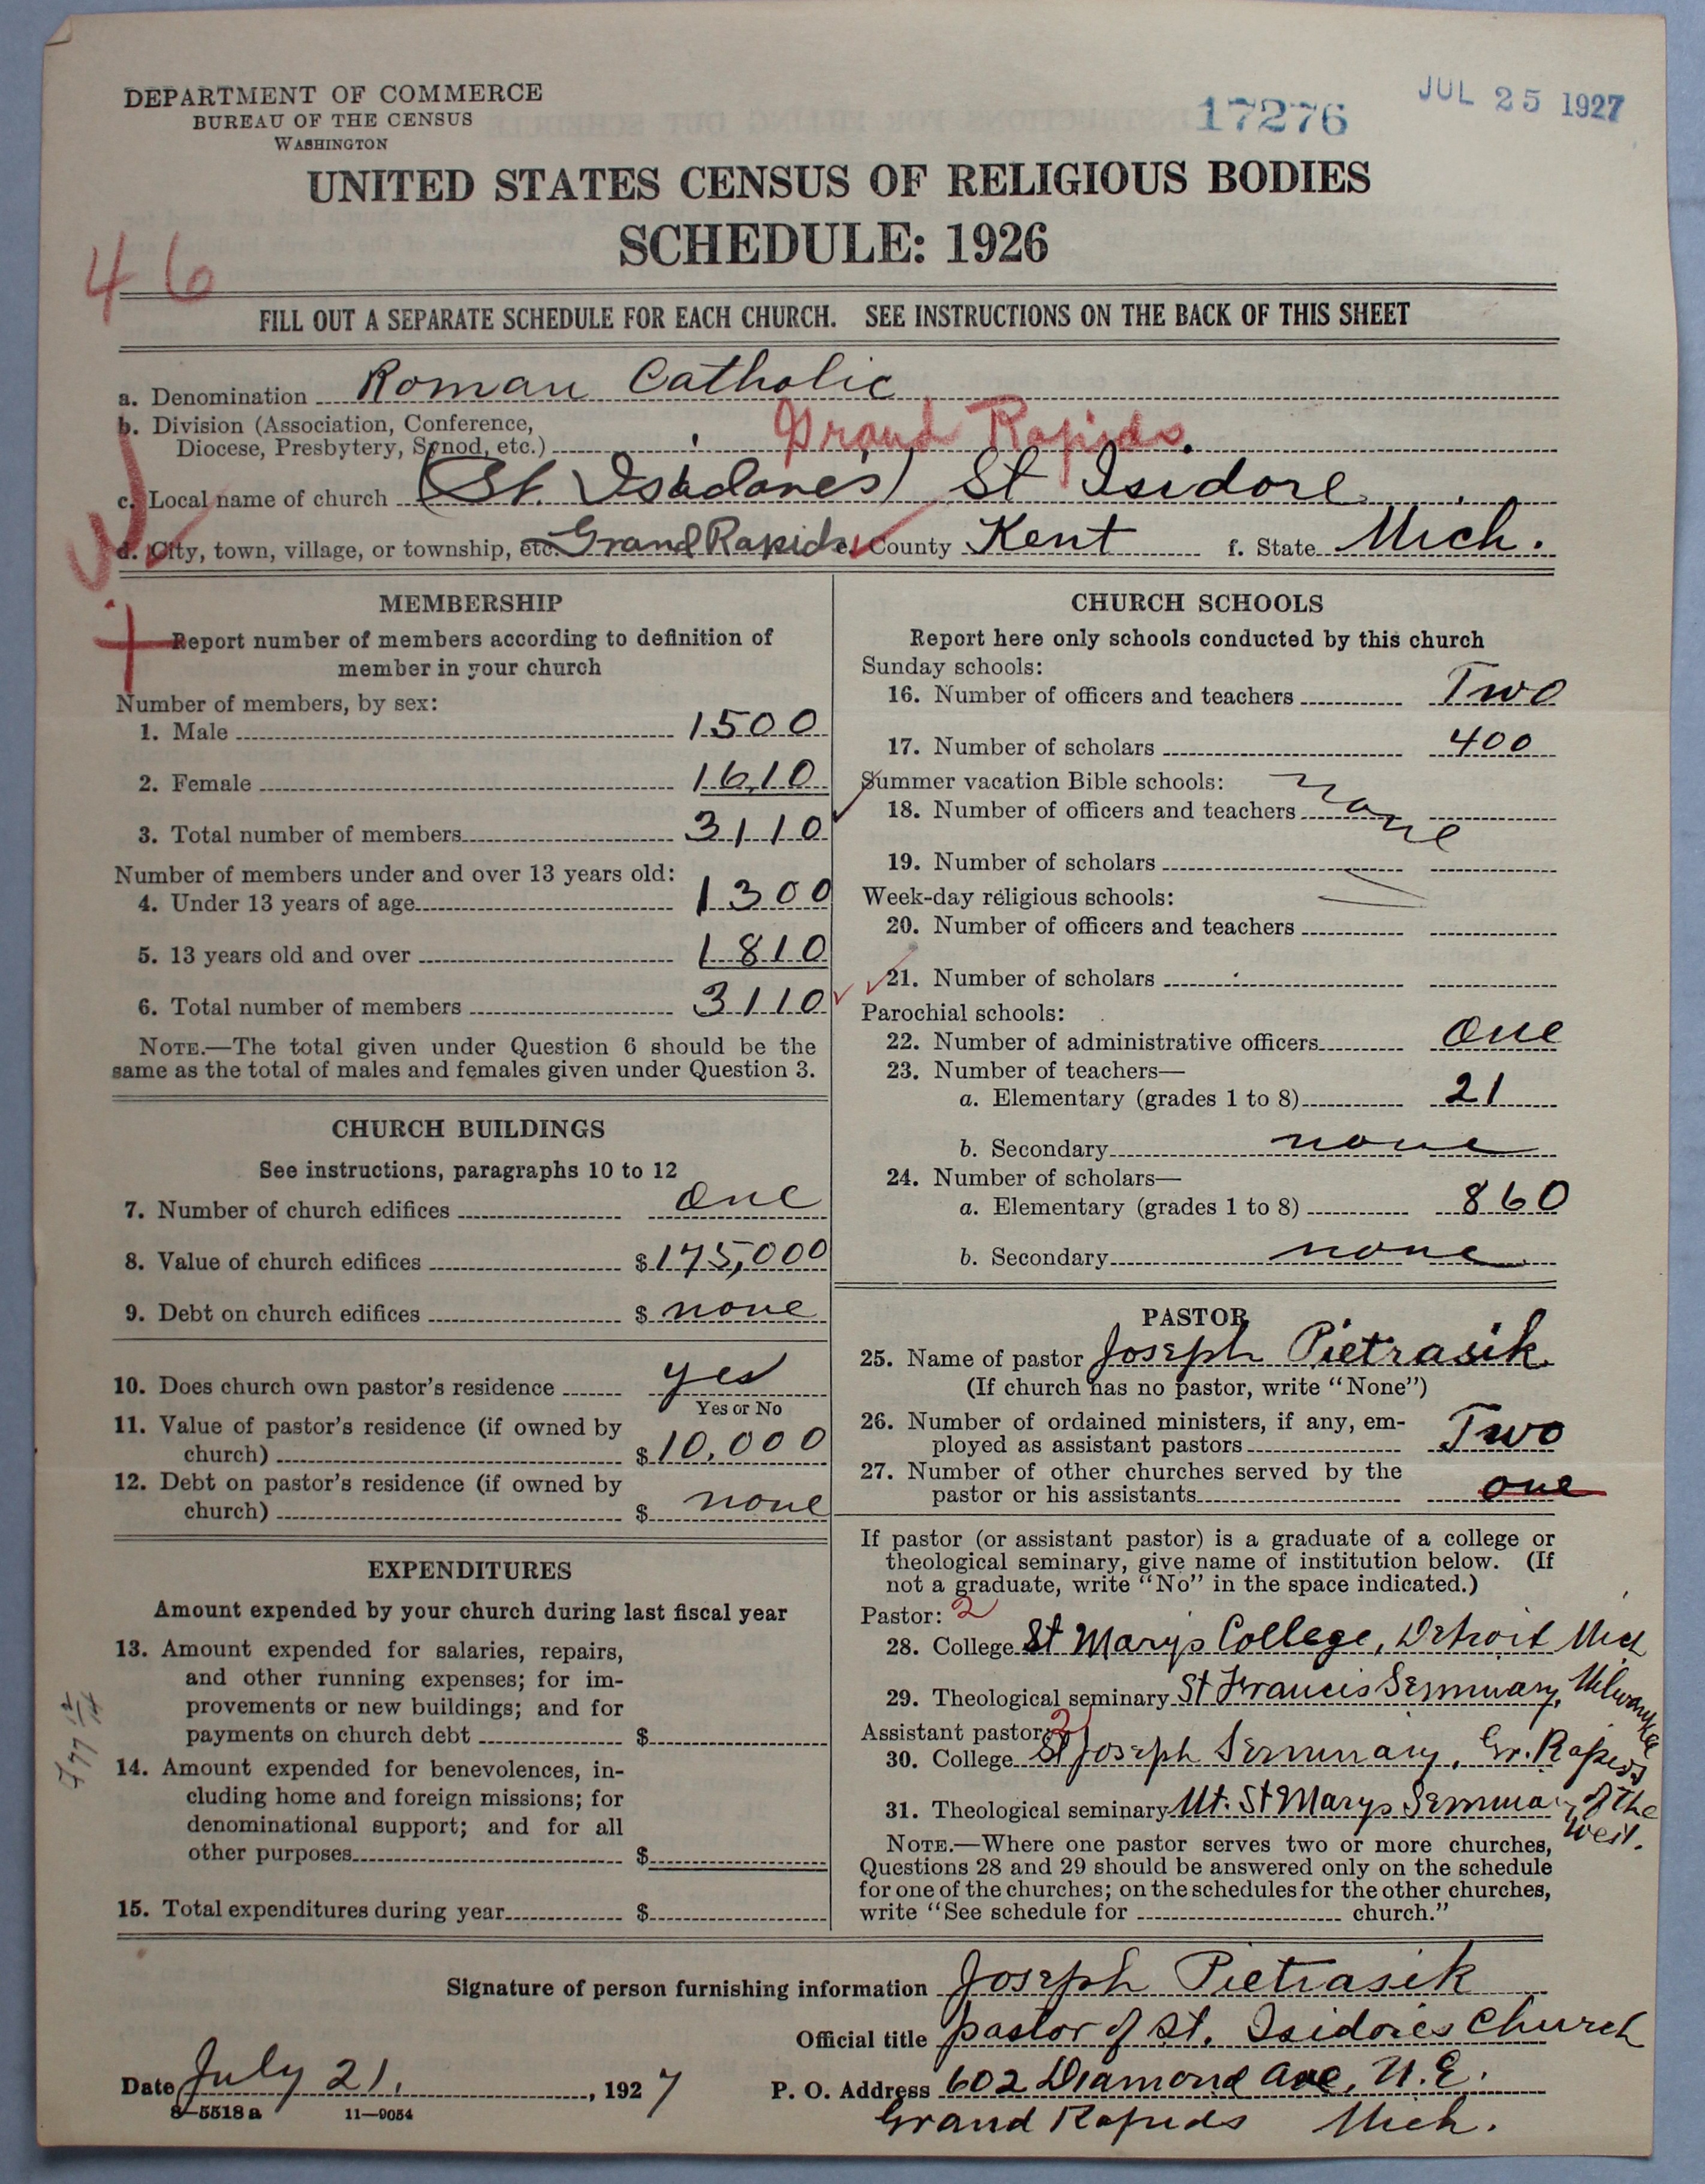 DEPARTMENT OF COMMERCE
BUREAU OF THE CENSUS
WASHINGTON
17276
JUL 25 1927
UNITED STATES CENSUS OF RELIGIOUS BODIES
SCHEDULE: 1926
46
FILL OUT A SEPARATE SCHEDULE FOR EACH CHURCH. SEE INSTRUCTIONS ON THE BACK OF THIS SHEET
a. Denomination Roman Catholic
b. Division (Association, Conference,
Diocese, Presbytery, Synod, etc.) Grand Rapids.
c. Local name of church (St. Isadores) St Isidore
d. City, town, village, or township, etc. Grand Rapids e. County Kent f. State Mich.
MEMBERSHIP
Report number of members according to definition of
member in your church
Number of members, by sex:
1. Male 1500
2. Female 1610
3. Total number of members 3110
Number of members under and over 13 years old:
4. Under 13 years of age 1300
5. 13 years old and over 1810
6. Total number of members 3110
NOTE.—The total given under Question 6 should be the
same as the total of males and females given under Question 3.
CHURCH BUILDINGS
See instructions, paragraphs 10 to 12
7. Number of church edifices one
8. Value of church edifices $175,000
9. Debt on church edifices $ none
10. Does church own pastor's residence yes
Yes or No
11. Value of pastor's residence (if owned by
church) $10,000
12. Debt on pastor's residence (if owned by
church) $ none
EXPENDITURES
Amount expended by your church during last fiscal year
13. Amount expended for salaries, repairs,
and other running expenses; for im-
provements or new buildings; and for
payments on church debt $
14. Amount expended for benevolences, in-
cluding home and foreign missions; for
denominational support; and for all
other purposes $
15. Total expenditures during year $
CHURCH SCHOOLS
Report here only schools conducted by this church
Sunday schools:
16. Number of officers and teachers Two
17. Number of scholars 400
Summer vacation Bible schools:
18. Number of officers and teachers none
19. Number of scholars
Week-day religious schools:
20. Number of officers and teachers
21. Number of scholars
Parochial schools:
22. Number of administrative officers One
23. Number of teachers—
a. Elementary (grades 1 to 8) 21
b. Secondary none
24. Number of scholars—
a. Elementary (grades 1 to 8) 860
b. Secondary none
PASTOR
25. Name of pastor Joseph Pietrasik
(If church has no pastor, write "None")
26. Number of ordained ministers, if any, em-
ployed as assistant pastors Two
27. Number of other churches served by the
pastor or his assistants one
If pastor (or assistant pastor) is a graduate of a college or
theological seminary, give name of institution below. (If
not a graduate, write "No" in the space indicated.)
Pastor: 2
28. College St Marys College, Detroit Mich
29. Theological seminary St Francis Seminary, Milwaukee
Assistant pastor: 2
30. College St Joseph Seminary, Gr. Rapids
31. Theological seminary Mt. St Marys Seminary of the West.
NOTE.—Where one pastor serves two or more churches,
Questions 28 and 29 should be answered only on the schedule
for one of the churches; on the schedules for the other churches,
write "See schedule for church."
Signature of person furnishing information Joseph Pietrasik
Official title pastor of St. Isidores Church
Date July 21, 1927
P. O. Address 602 Diamond Ave, N.E.
Grand Rapids Mich.
8—5518 a 11—9054